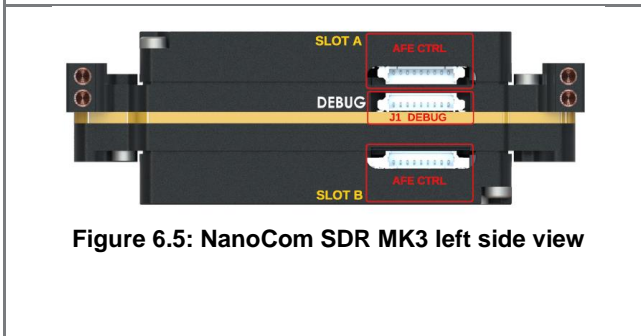 SLOT A
AFE CTRL
DEBUG
J1 DEBUG
AFE CTRL
SLOT B
Figure 6.5: NanoCom SDR MK3 left side view